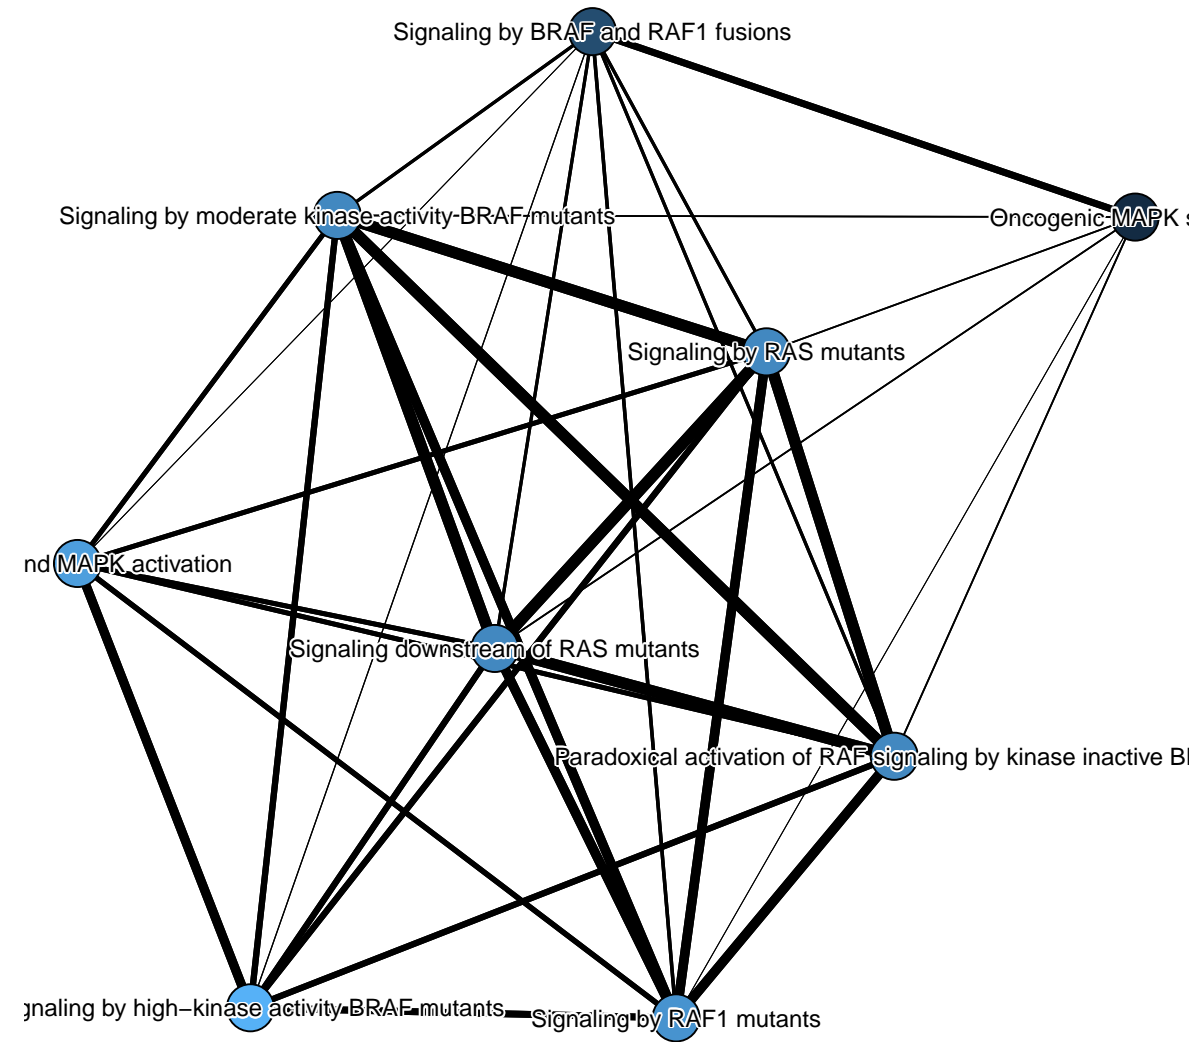 Signaling by BRAF and RAF1 fusions
Signaling by moderate kinase activity BRAF mutants
Oncogenic MAPK
Signaling by RAS mutants
MAPK activation
Signaling downstream of RAS mutants
Paradoxical activation of RAF signaling by kinase inactive
by high−kinase activity BRAF mutants
Signaling by RAF1 mutants